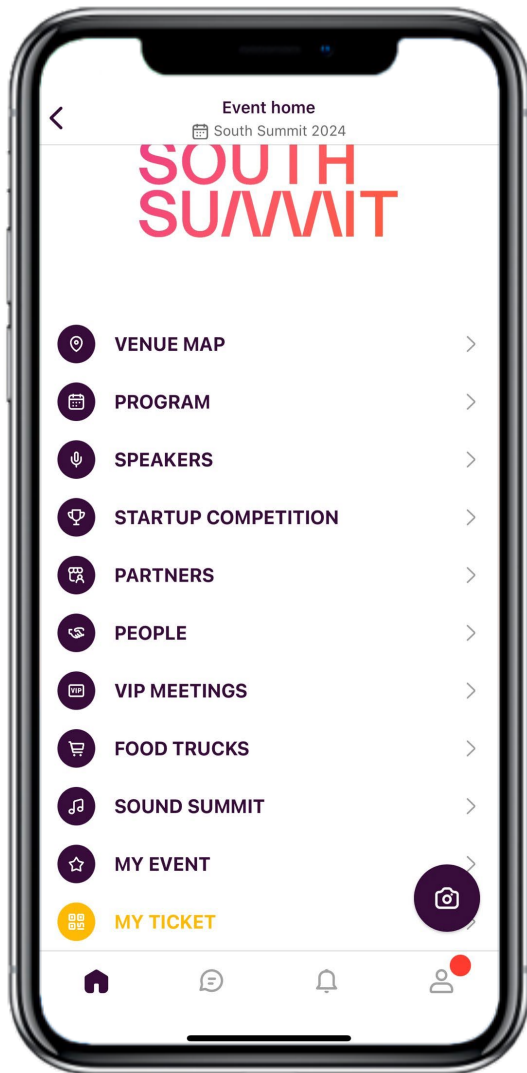 Event home
South Summit 2024
SOUTH
SUMMIT
VENUE MAP
PROGRAM
SPEAKERS
STARTUP COMPETITION
PARTNERS
PEOPLE
VIP
VIP MEETINGS
FOOD TRUCKS
SOUND SUMMIT
MY EVENT
MY TICKET